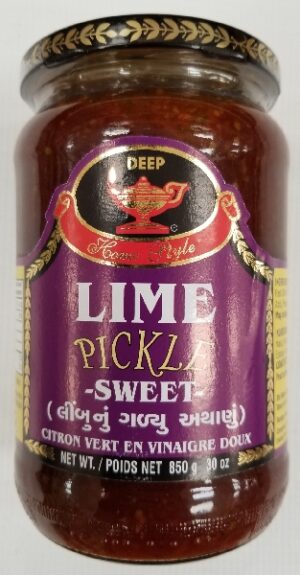 DEEP
Home Style
LIME
PICKLE
-SWEET-
(લીંબુ નું ગળ્યુ અથાણું)
CITRON VERT EN VINAIGRE DOUX
NET WT. / POIDS NET 850 g 30 oz